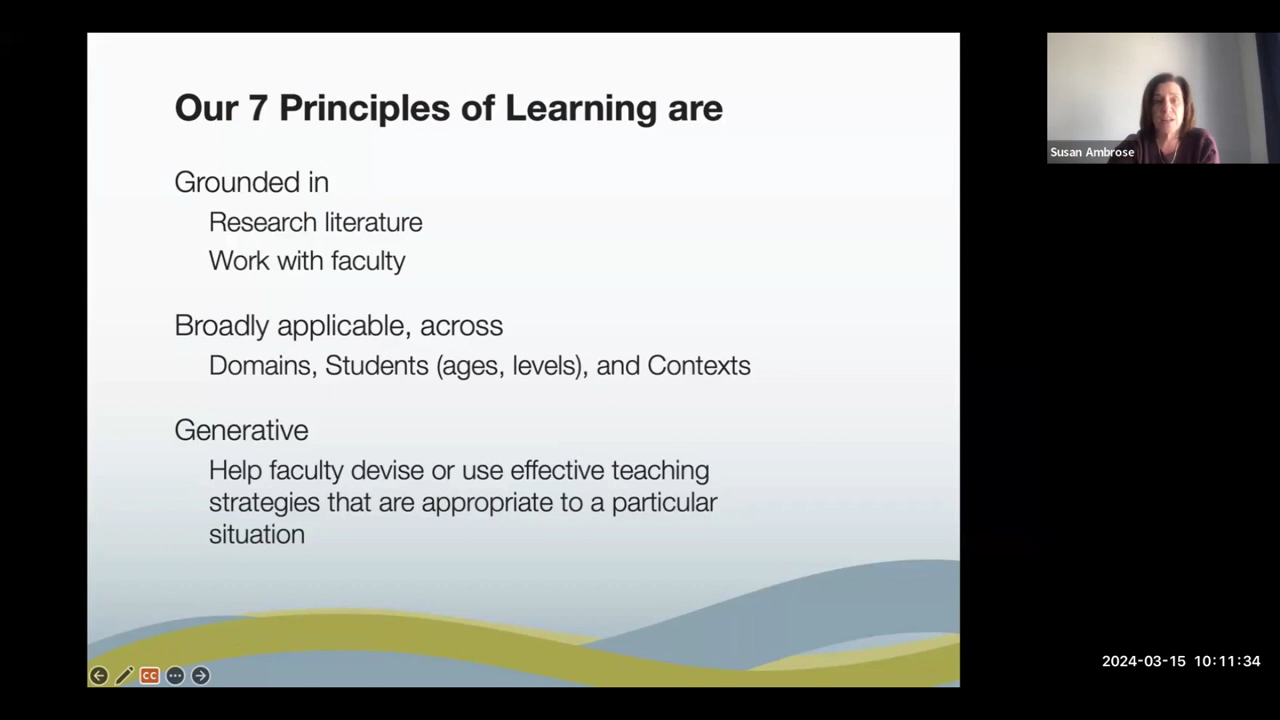 Our 7 Principles of Learning are
Grounded in
Research literature
Work with faculty
Broadly applicable, across
Domains, Students (ages, levels), and Contexts
Generative
Help faculty devise or use effective teaching
strategies that are appropriate to a particular
situation
CC
Susan Ambrose
2024-03-15 10:11:34